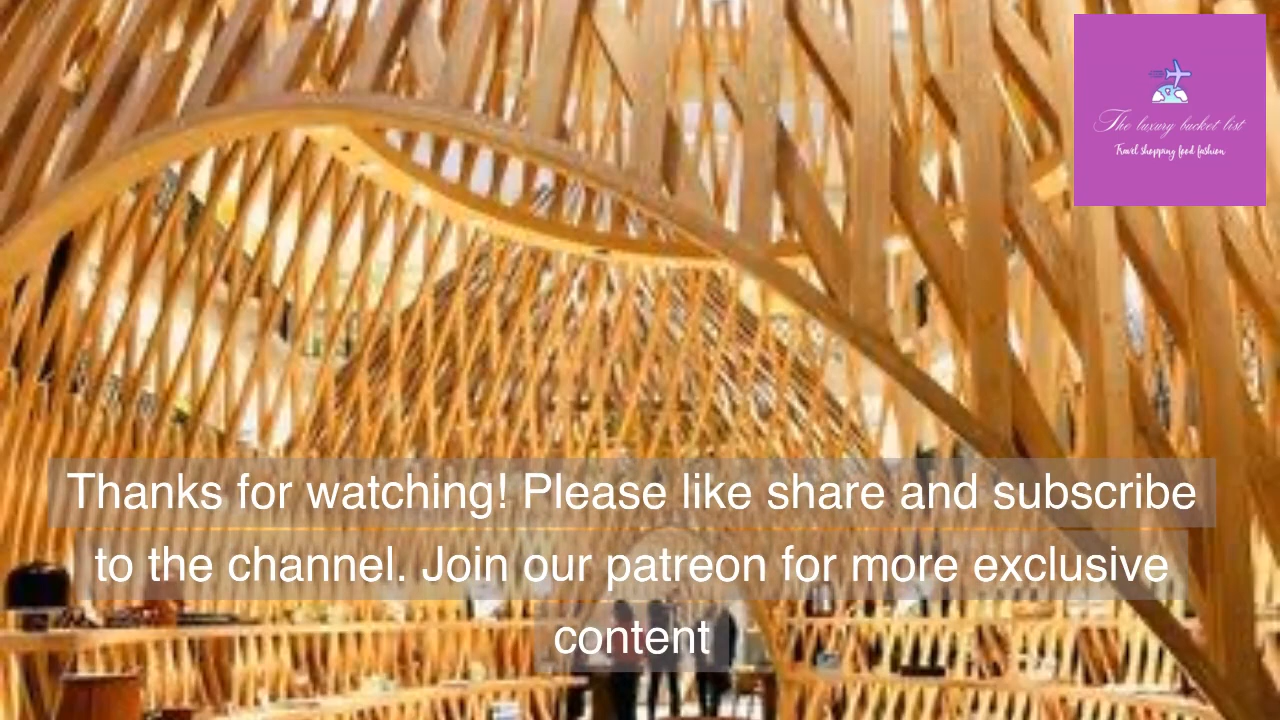 The luxury bucket list
Travel shopping food fashion
Thanks for watching! Please like share and subscribe
to the channel. Join our patreon for more exclusive
content